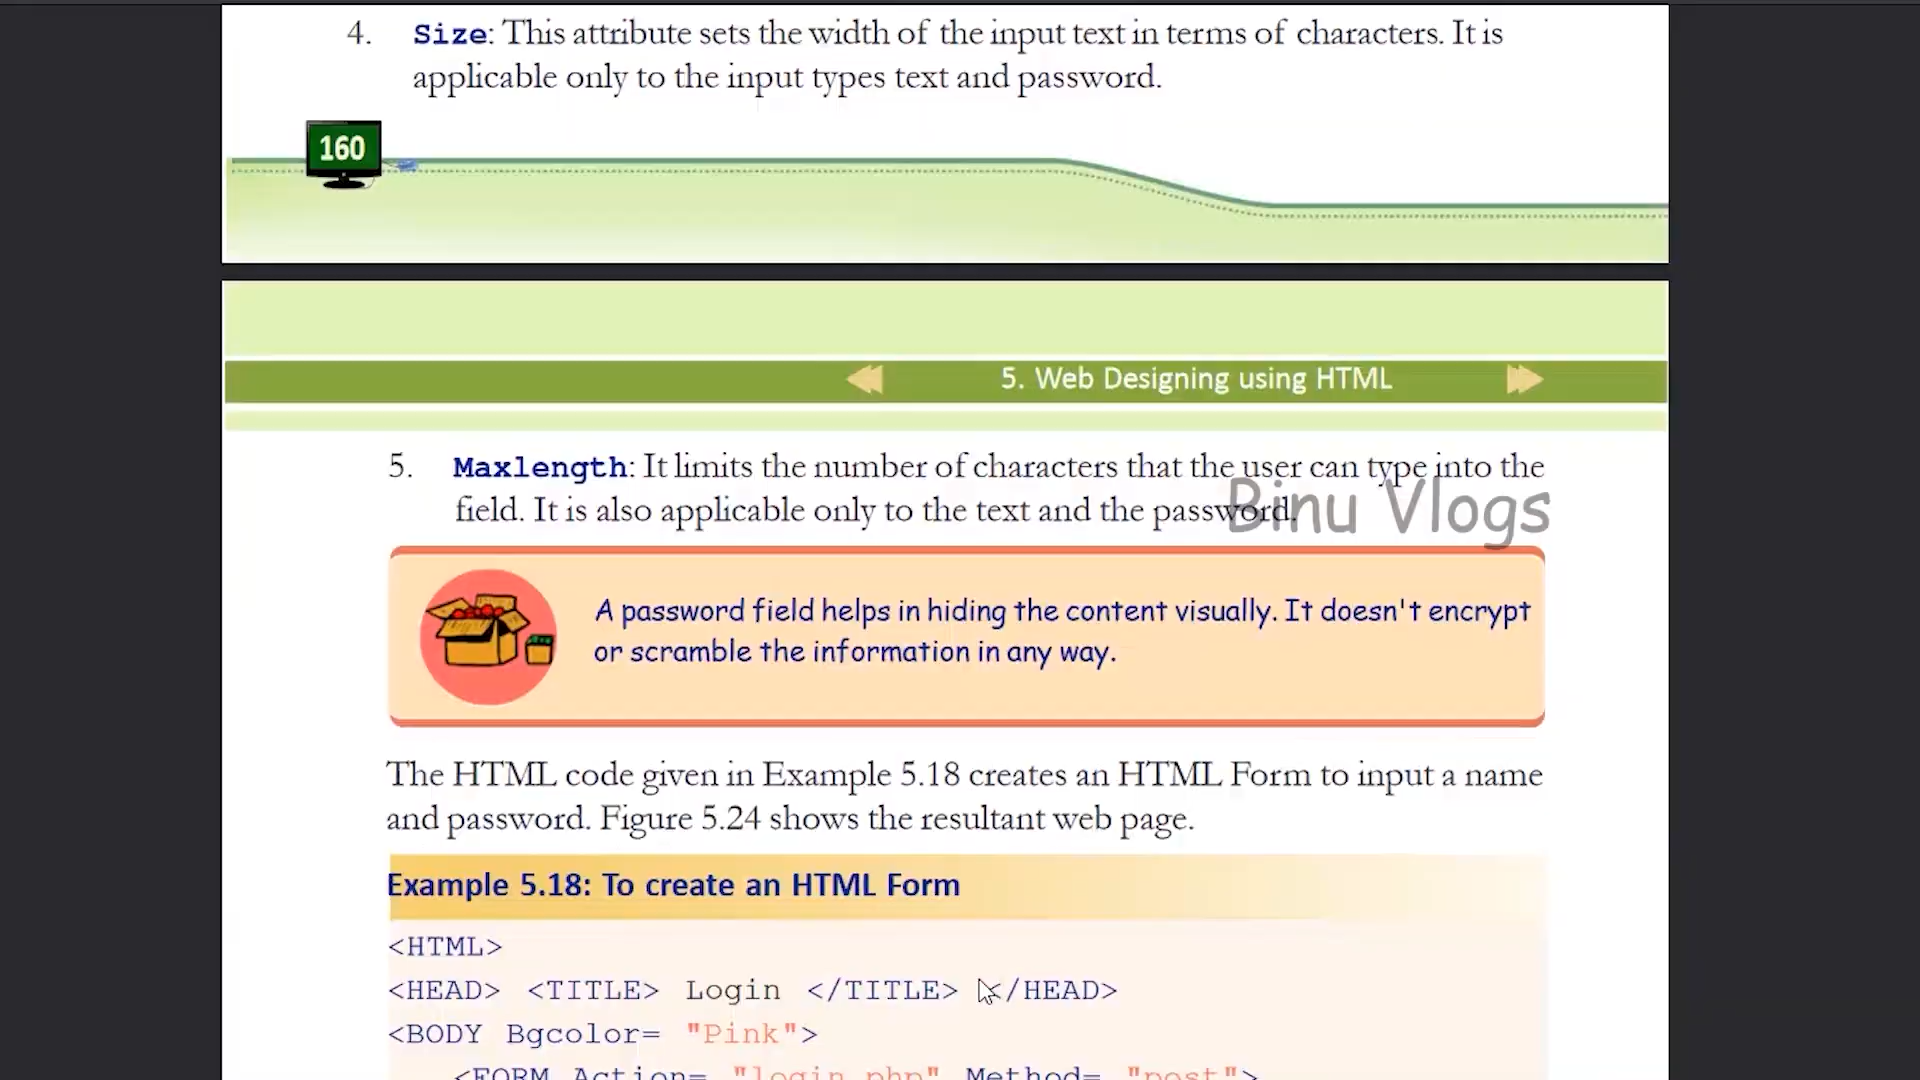 4. Size: This attribute sets the width of the input text in terms of characters. It is
applicable only to the input types text and password.
160
5. Web Designing using HTML
5. Maxlength: It limits the number of characters that the user can type into the
field. It is also applicable only to the text and the password.
Binu Vlogs
A password field helps in hiding the content visually. It doesn't encrypt
or scramble the information in any way.
The HTML code given in Example 5.18 creates an HTML Form to input a name
and password. Figure 5.24 shows the resultant web page.
Example 5.18: To create an HTML Form
<HTML>
<HEAD> <TITLE> Login </TITLE> </HEAD>
<BODY Bgcolor= "Pink">
<FORM Action= "login.php" Method= "post">